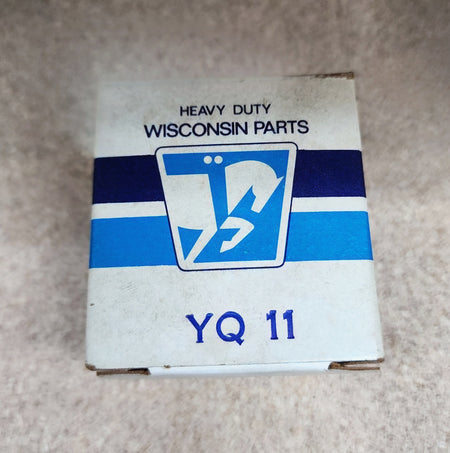 HEAVY DUTY
WISCONSIN PARTS
YQ 11